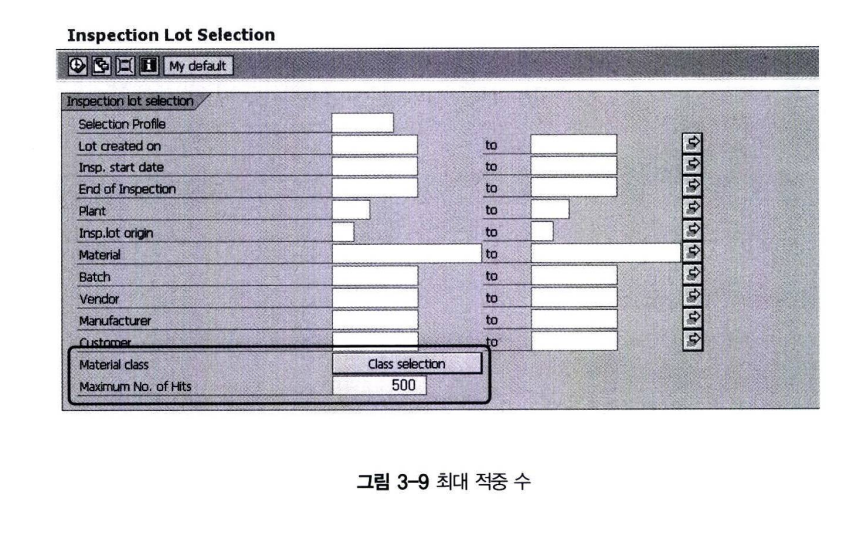 Inspection Lot Selection
My default
Inspection lot selection
Selection Profile
Lot created on to
Insp. start date to
End of Inspection to
Plant to
Insp.lot origin to
Material to
Batch to
Vendor to
Manufacturer to
Customer to
Material class Class selection
Maximum No. of Hits 500
그림 3-9 최대 적중 수